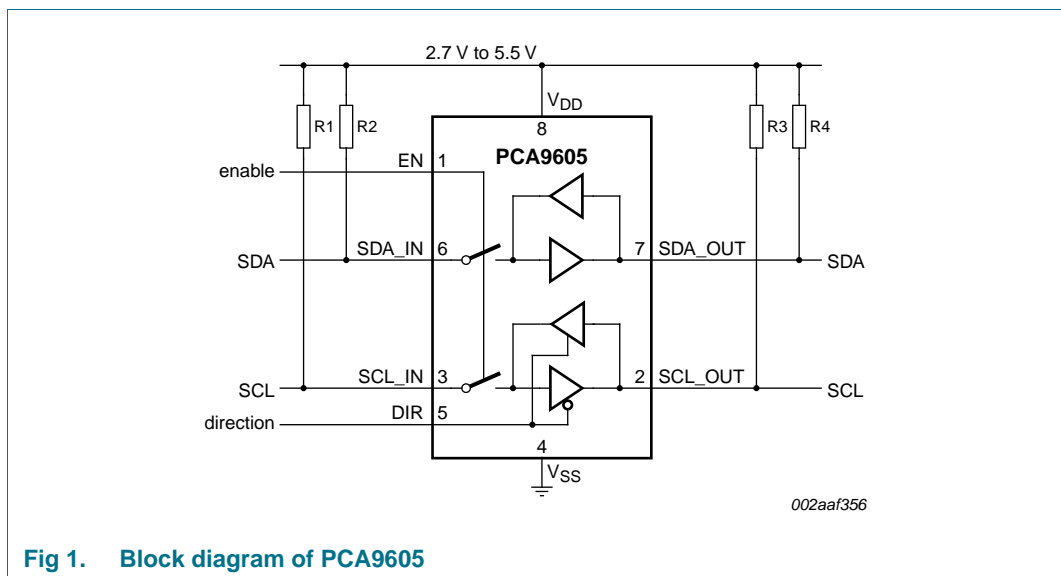 2.7 V to 5.5 V
VDD
8
R1
R2
R3
R4
PCA9605
enable
EN
1
SDA
SDA_IN
6
7
SDA_OUT
SDA
SCL
SCL_IN
3
2
SCL_OUT
SCL
direction
DIR
5
4
VSS
002aaf356
Fig 1. Block diagram of PCA9605